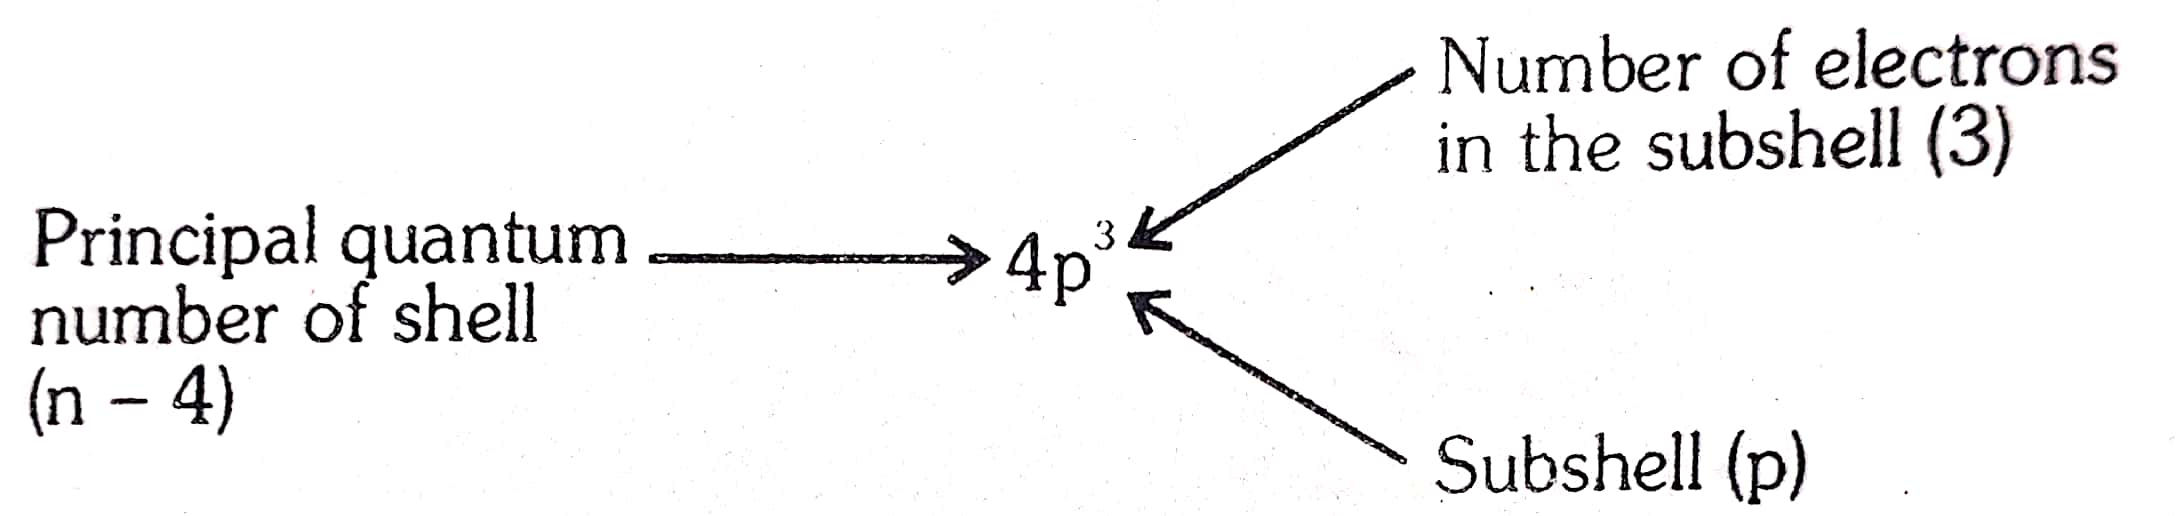 Number of electrons
in the subshell (3)
Principal quantum
number of shell
(n – 4)
4p³
Subshell (p)